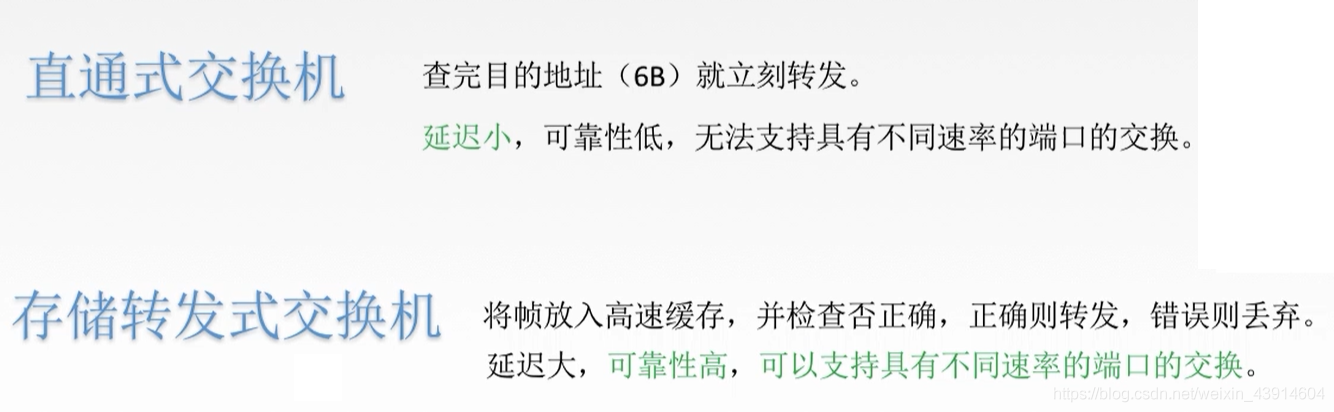 直通式交换机
查完目的地址（6B）就立刻转发。
延迟小，可靠性低，无法支持具有不同速率的端口的交换。
存储转发式交换机
将帧放入高速缓存，并检查否正确，正确则转发，错误则丢弃。
延迟大，可靠性高，可以支持具有不同速率的端口的交换。
https://blog.csdn.net/weixin_43914604